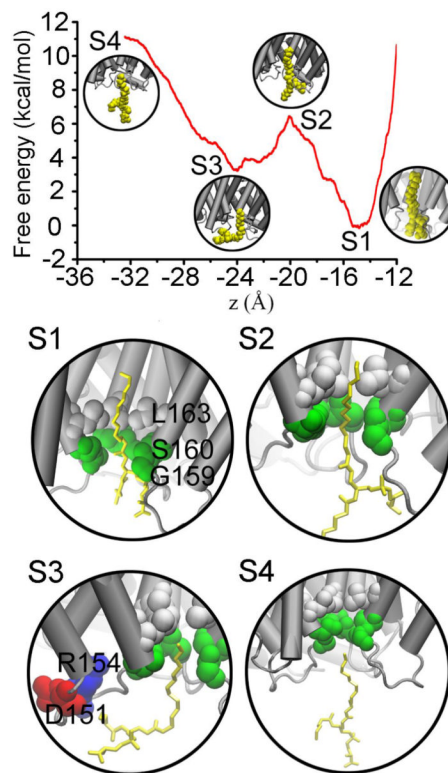 Free energy (kcal/mol)
12
10
8
6
4
2
0
-2
S4
S2
S3
S1
-36 -32 -28 -24 -20 -16 -12
z (Å)
S1
S2
L163
S160
G159
S3
S4
R154
D151